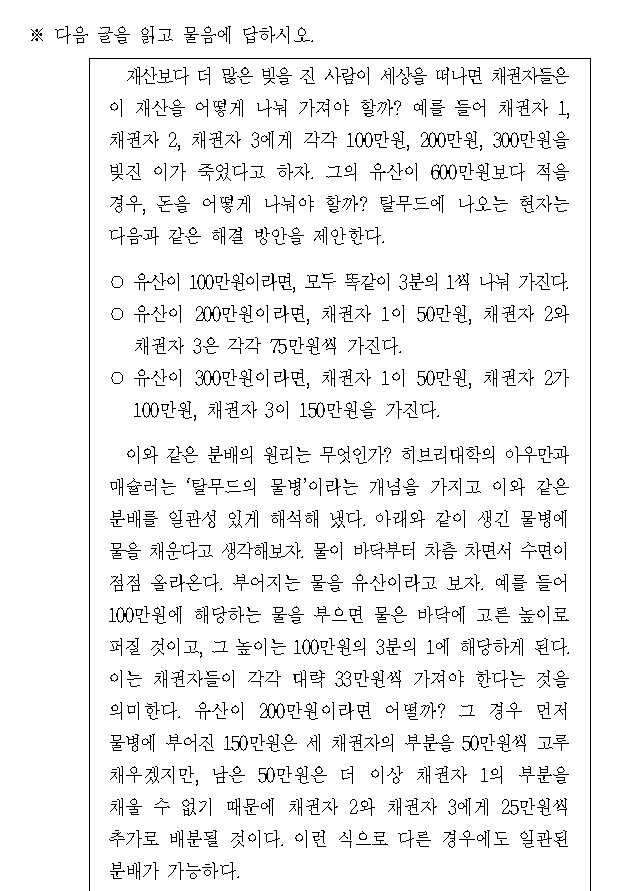 ※ 다음 글을 읽고 물음에 답하시오.
재산보다 더 많은 빚을 진 사람이 세상을 떠나면 채권자들은
이 재산을 어떻게 나눠 가져야 할까? 예를 들어 채권자 1,
채권자 2, 채권자 3에게 각각 100만원, 200만원, 300만원을
빚진 이가 죽었다고 하자. 그의 유산이 600만원보다 적을
경우, 돈을 어떻게 나눠야 할까? 탈무드에 나오는 현자는
다음과 같은 해결 방안을 제안한다.
○ 유산이 100만원이라면, 모두 똑같이 3분의 1씩 나눠 가진다.
○ 유산이 200만원이라면, 채권자 1이 50만원, 채권자 2와
채권자 3은 각각 75만원씩 가진다.
○ 유산이 300만원이라면, 채권자 1이 50만원, 채권자 2가
100만원, 채권자 3이 150만원을 가진다.
이와 같은 분배의 원리는 무엇인가? 히브리대학의 아우만과
매슐러는 ‘탈무드의 물병’이라는 개념을 가지고 이와 같은
분배를 일관성 있게 해석해 냈다. 아래와 같이 생긴 물병에
물을 채운다고 생각해보자. 물이 바닥부터 차츰 차면서 수면이
점점 올라온다. 부어지는 물을 유산이라고 보자. 예를 들어
100만원에 해당하는 물을 부으면 물은 바닥에 고른 높이로
퍼질 것이고, 그 높이는 100만원의 3분의 1에 해당하게 된다.
이는 채권자들이 각각 대략 33만원씩 가져야 한다는 것을
의미한다. 유산이 200만원이라면 어떨까? 그 경우 먼저
물병에 부어진 150만원은 세 채권자의 부분을 50만원씩 고루
채우겠지만, 남은 50만원은 더 이상 채권자 1의 부분을
채울 수 없기 때문에 채권자 2와 채권자 3에게 25만원씩
추가로 배분될 것이다. 이런 식으로 다른 경우에도 일관된
분배가 가능하다.